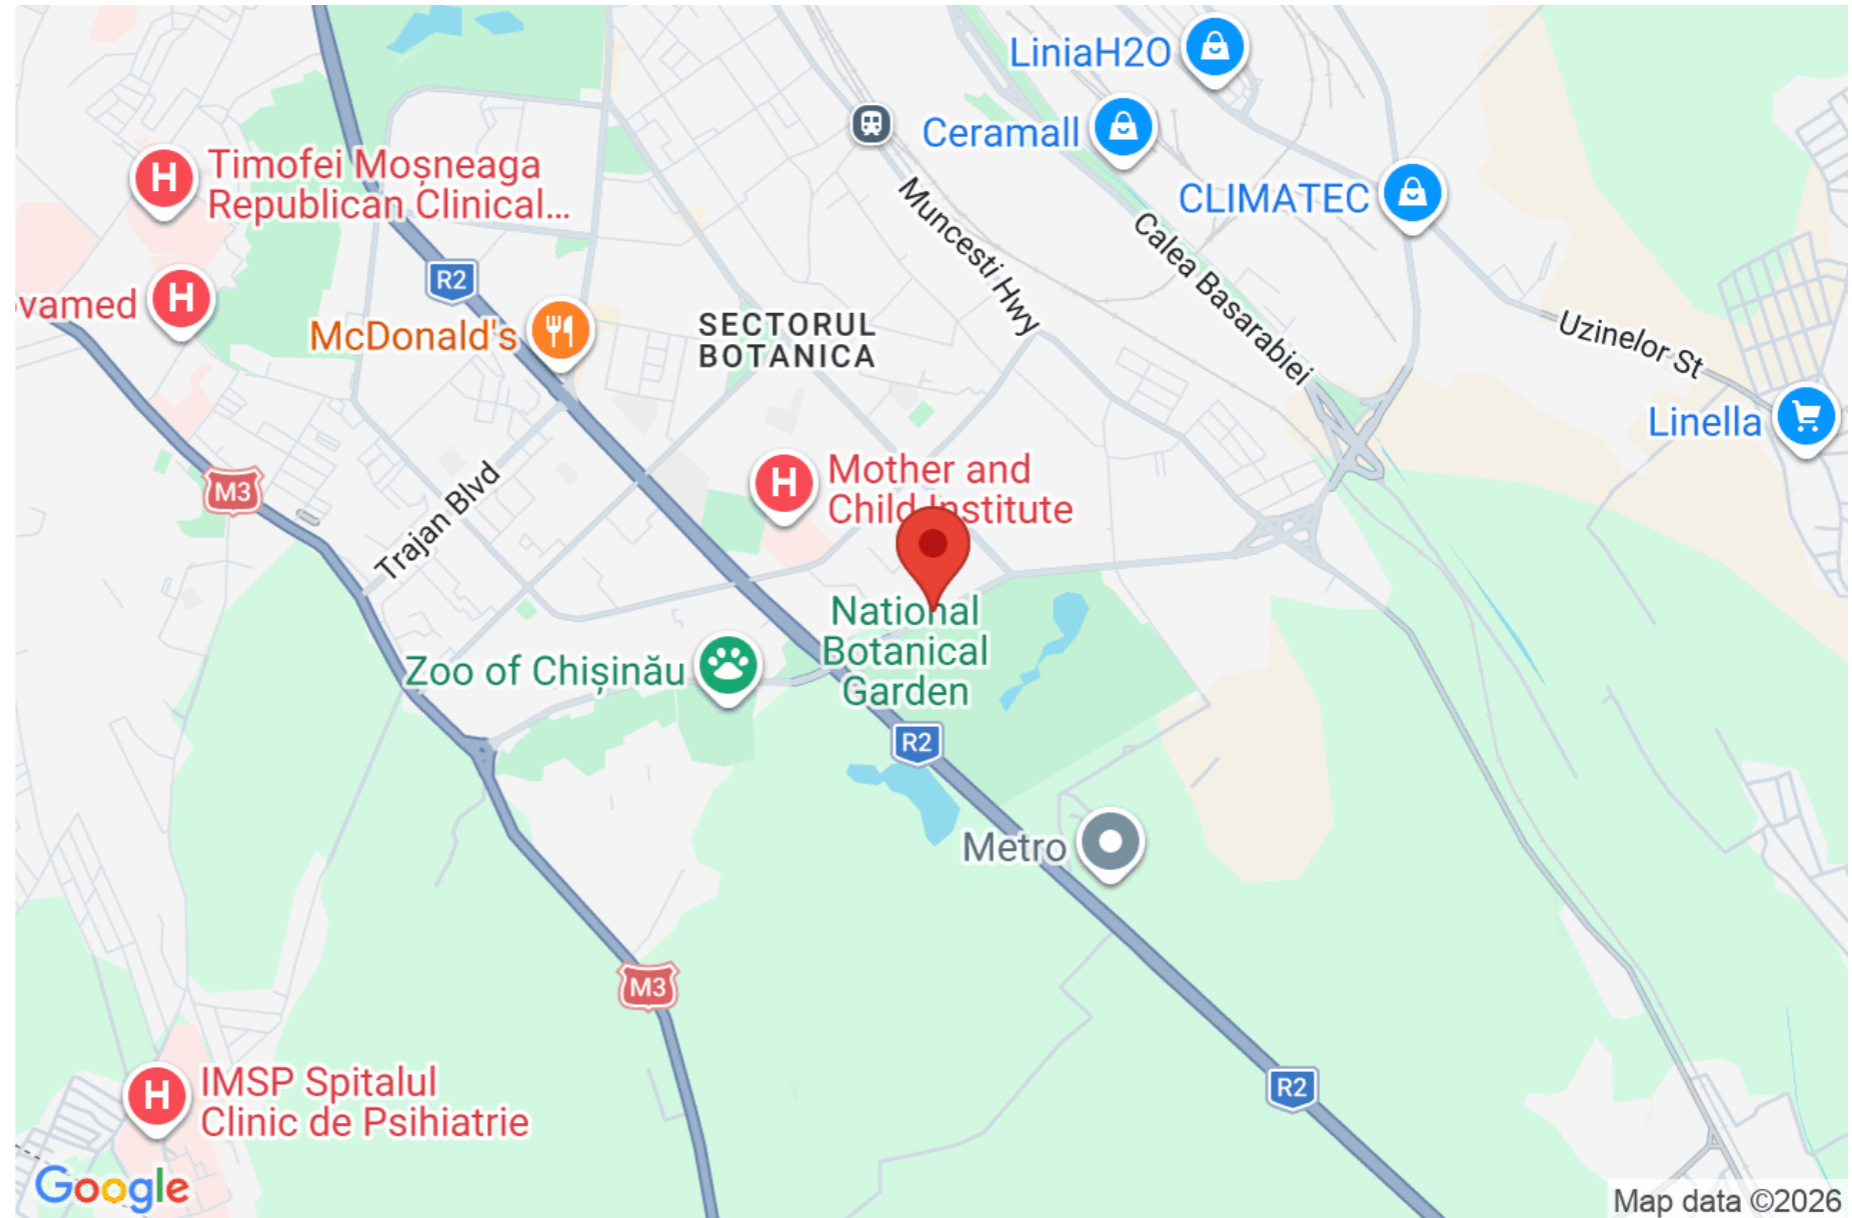 LiniaH2O
Ceramall
Timofei Moșneaga
Republican Clinical...
CLIMATEC
Muncesti Hwy
Calea Basarabiei
R2
vamed
McDonald's
SECTORUL
BOTANICA
Uzinelor St
Linella
M3
Trajan Blvd
Mother and
Child Institute
National
Botanical
Garden
Zoo of Chișinău
R2
Metro
M3
R2
IMSP Spitalul
Clinic de Psihiatrie
Google
Map data ©2026